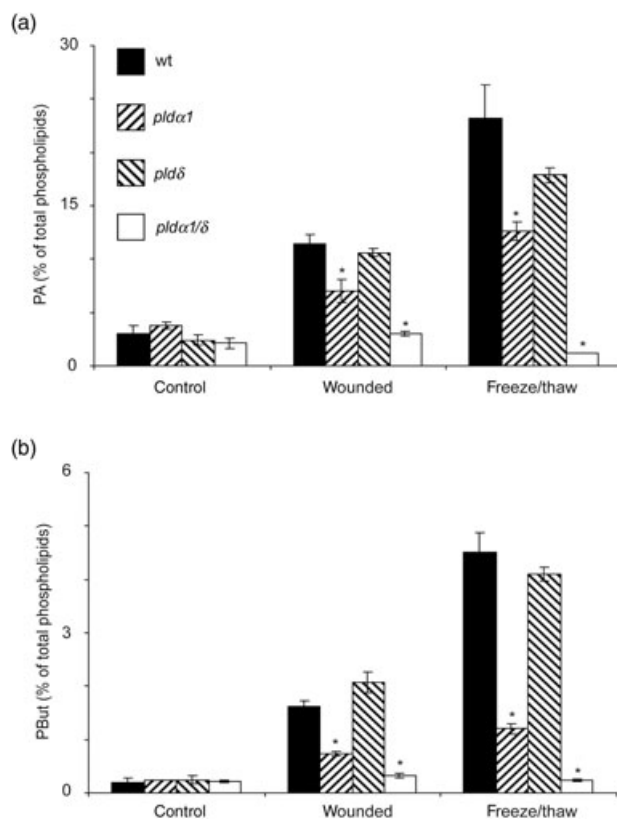 (a)
30
15
0
PA (% of total phospholipids)
wt
pldα1
pldδ
pldα1/δ
*
*
*
*
Control
Wounded
Freeze/thaw
(b)
6
3
0
PBut (% of total phospholipids)
*
*
*
*
Control
Wounded
Freeze/thaw